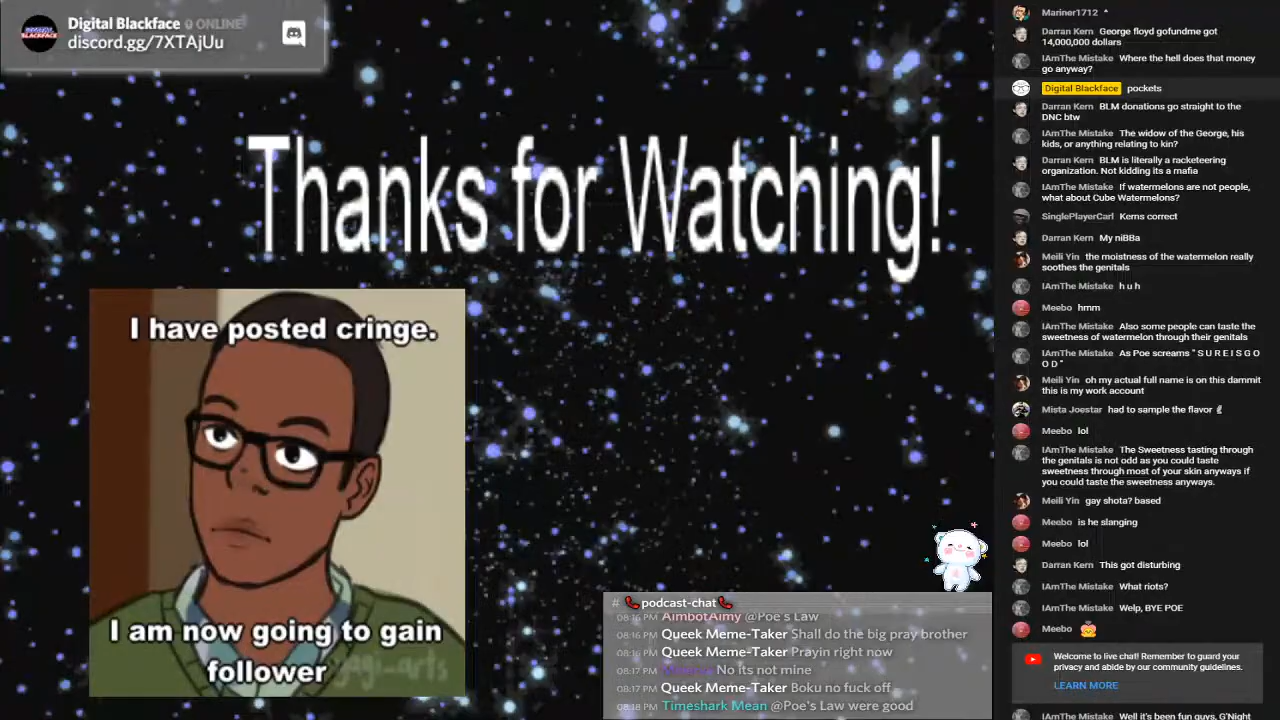 Digital Blackface 0 ONLINE
discord.gg/7XTAjUu
Thanks for Watching!
I have posted cringe.
I am now going to gain
follower
# podcast-chat
08:16 PM AimbotAimy @Poe's Law
08:16 PM Queek Meme-Taker Shall do the big pray brother
08:16 PM Queek Meme-Taker Prayin right now
08:17 PM No its not mine
08:17 PM Queek Meme-Taker Boku no fuck off
08:18 PM Timeshark Mean @Poe's Law were good
Mariner1712 ^
Darran Kern George floyd gofundme got
14,000,000 dollars
IAmThe Mistake Where the hell does that money
go anyway?
Digital Blackface pockets
Darran Kern BLM donations go straight to the
DNC btw
IAmThe Mistake The widow of the George, his
kids, or anything relating to kin?
Darran Kern BLM is literally a racketeering
organization. Not kidding its a mafia
IAmThe Mistake If watermelons are not people,
what about Cube Watermelons?
SinglePlayerCarl Kerns correct
Darran Kern My niBBa
Meili Yin the moistness of the watermelon really
soothes the genitals
IAmThe Mistake h u h
Meebo hmm
IAmThe Mistake Also some people can taste the
sweetness of watermelon through their genitals
IAmThe Mistake As Poe screams " S U R E I S G O
O D "
Meili Yin oh my actual full name is on this dammit
this is my work account
Mista Joestar had to sample the flavor
Meebo lol
IAmThe Mistake The Sweetness tasting through
the genitals is not odd as you could taste
sweetness through most of your skin anyways if
you could taste the sweetness anyways.
Meili Yin gay shota? based
Meebo is he slanging
Meebo lol
Darran Kern This got disturbing
IAmThe Mistake What riots?
IAmThe Mistake Welp, BYE POE
Meebo
Welcome to live chat! Remember to guard your
privacy and abide by our community guidelines.
LEARN MORE
IAmThe Mistake Well it's been fun guys, G'Night